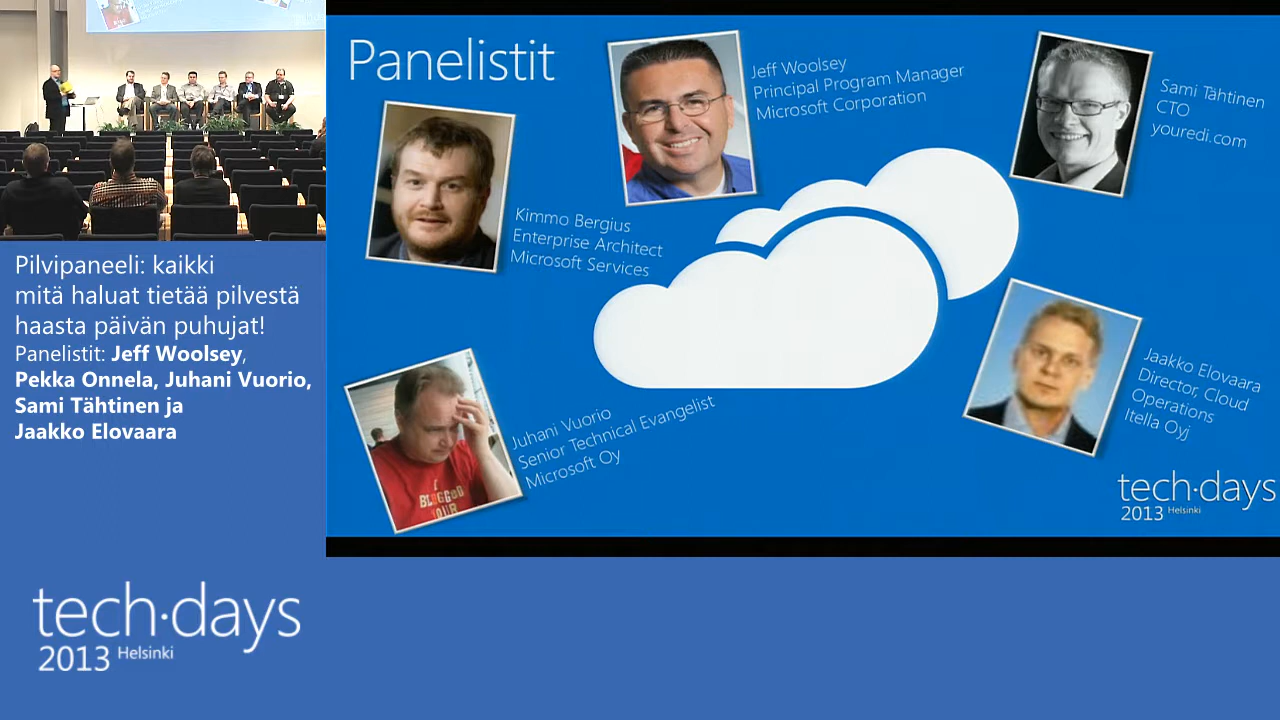 Pilvipaneeli: kaikki
mitä haluat tietää pilvestä
haasta päivän puhujat!
Panelistit: Jeff Woolsey,
Pekka Onnela, Juhani Vuorio,
Sami Tähtinen ja
Jaakko Elovaara
tech·days
2013 Helsinki
Panelistit
Jeff Woolsey
Principal Program Manager
Microsoft Corporation
Sami Tähtinen
CTO
youredi.com
Kimmo Bergius
Enterprise Architect
Microsoft Services
Juhani Vuorio
Senior Technical Evangelist
Microsoft Oy
I
BLOGGED
YOUR
Jaakko Elovaara
Director, Cloud
Operations
Itella Oyj
tech·days
2013 Helsinki